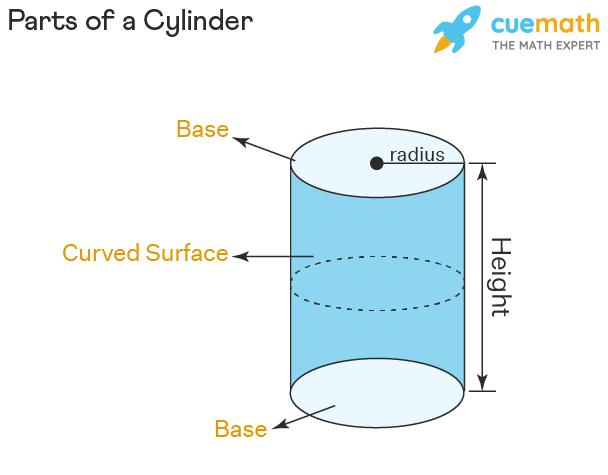 Parts of a Cylinder
cuemath
THE MATH EXPERT
Base
radius
Curved Surface
Height
Base